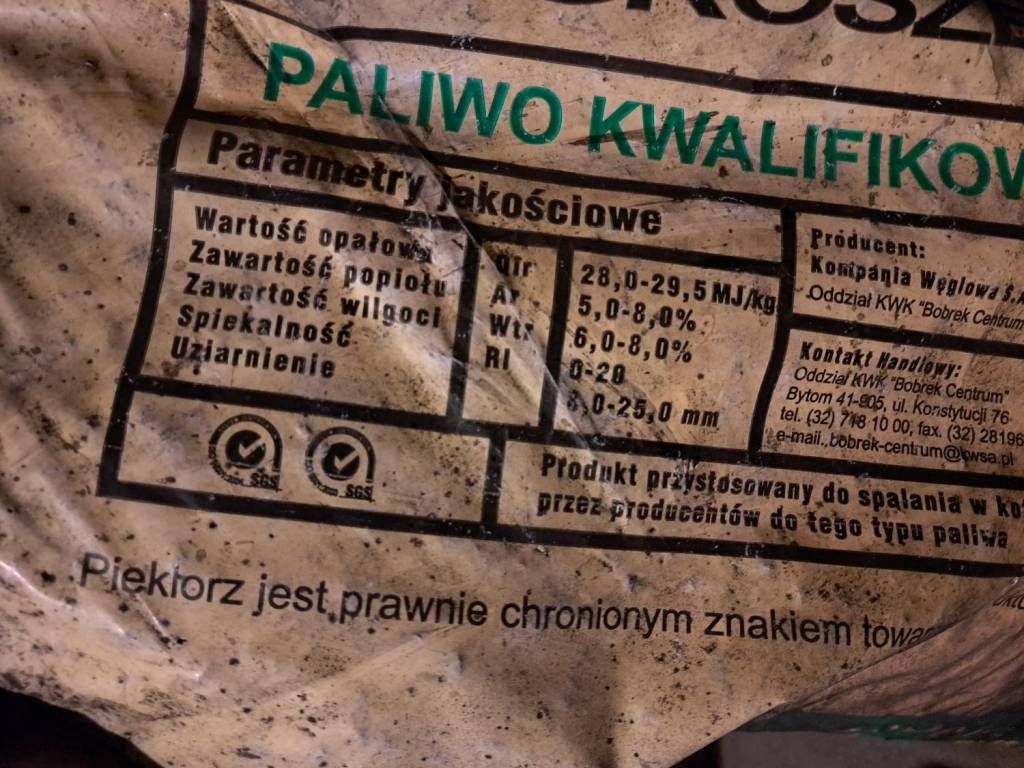 PALIWO KWALIFIKOW
Parametry jakościowe
Wartość opałowa
Zawartość popiołu
Zawartość wilgoci
Spiekalność
Uziarnienie
Qir
Ar
Wtr
RI
28,0-29,5 MJ/kg
5,0-8,0%
6,0-8,0%
0-20
,0-25,0 mm
Producent:
Kompania Węglowa S.A
Oddział KWK "Bobrek Centrum
Kontakt Handlowy:
Oddział KWK "Bobrek Centrum"
Bytom 41-905, ul. Konstytucji 76
tel. (32) 718 10 00, fax. (32) 28196
e-mail.:bobrek-centrum@kwsa.pl
SGS SGS
Produkt przystosowany do spalania w ko
przez producentów do tego typu paliwa
Piekłorz jest prawnie chronionym znakiem towar